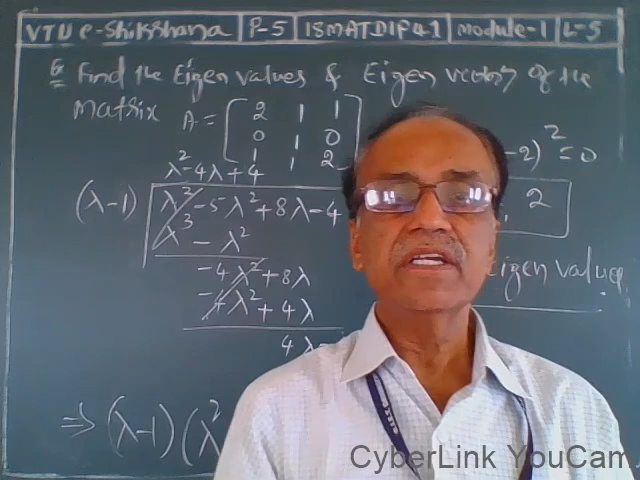 VTU e-Shikshana P-5 18MATDIP41 Module-1 L-5
Eg Find the Eigen values & Eigen vectors of the
Matrix A = [ 2 1 1
0 1 0
1 1 2 ]
-2)² = 0
λ²-4λ+4
(λ-1) λ³-5λ²+8λ-4 , 2
λ³ - λ²
-4λ²+8λ Eigen values
-4λ²+4λ
4λ-
⇒ (λ-1)(λ²
CyberLink YouCam